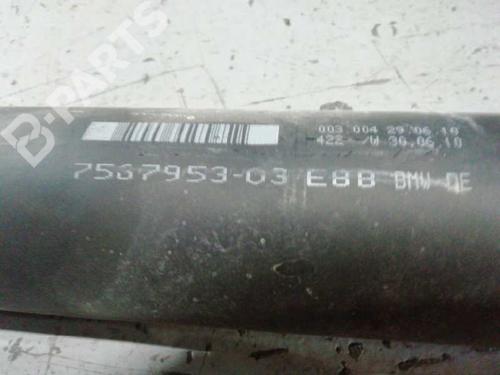 B-PARTS
003 004 29.06.10
422 /W 30.06.10
7567953-03 E88 BMW DE